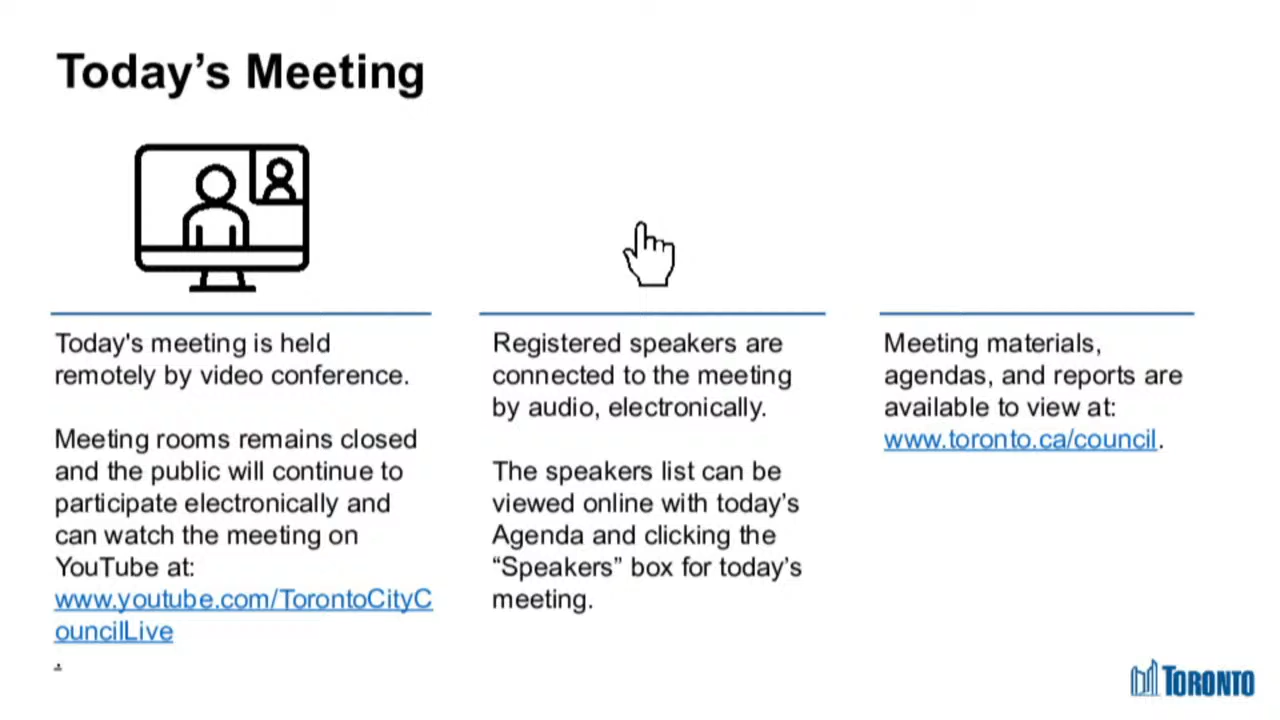 Today’s Meeting
Today's meeting is held
remotely by video conference.
Meeting rooms remains closed
and the public will continue to
participate electronically and
can watch the meeting on
YouTube at:
www.youtube.com/TorontoCityC
ouncilLive
.
Registered speakers are
connected to the meeting
by audio, electronically.
The speakers list can be
viewed online with today’s
Agenda and clicking the
“Speakers” box for today’s
meeting.
Meeting materials,
agendas, and reports are
available to view at:
www.toronto.ca/council.
TORONTO